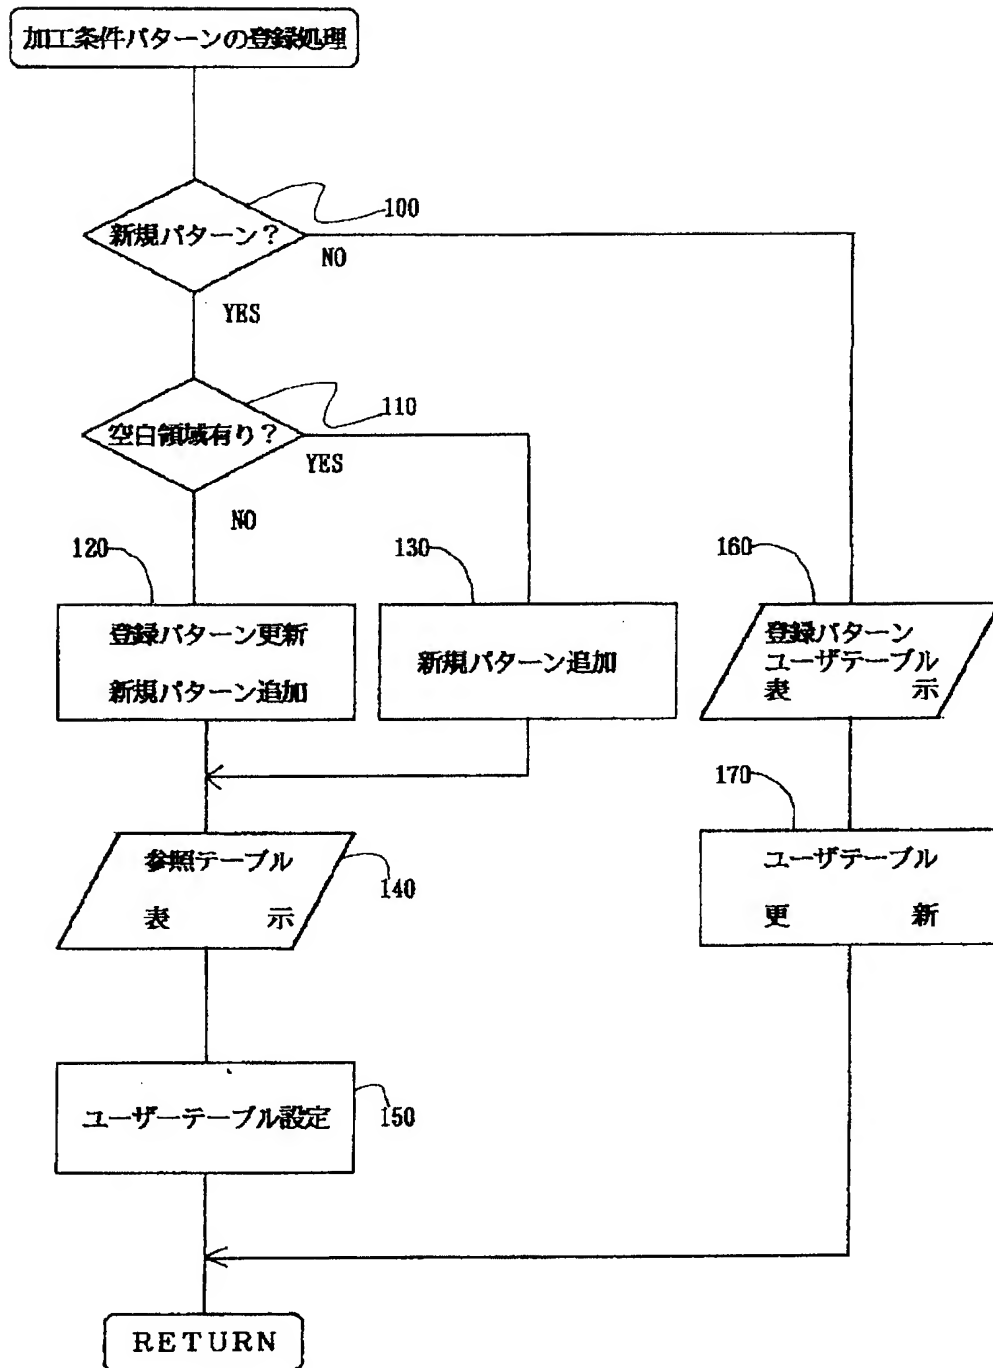 加工条件パターンの登録処理
100
新規パターン？
NO
YES
110
空白領域有り？
YES
NO
120
130
160
登録パターン更新
新規パターン追加
新規パターン追加
登録パターン
ユーザテーブル
表 示
170
参照テーブル
表 示
140
ユーザテーブル
更 新
ユーザーテーブル設定
150
RETURN